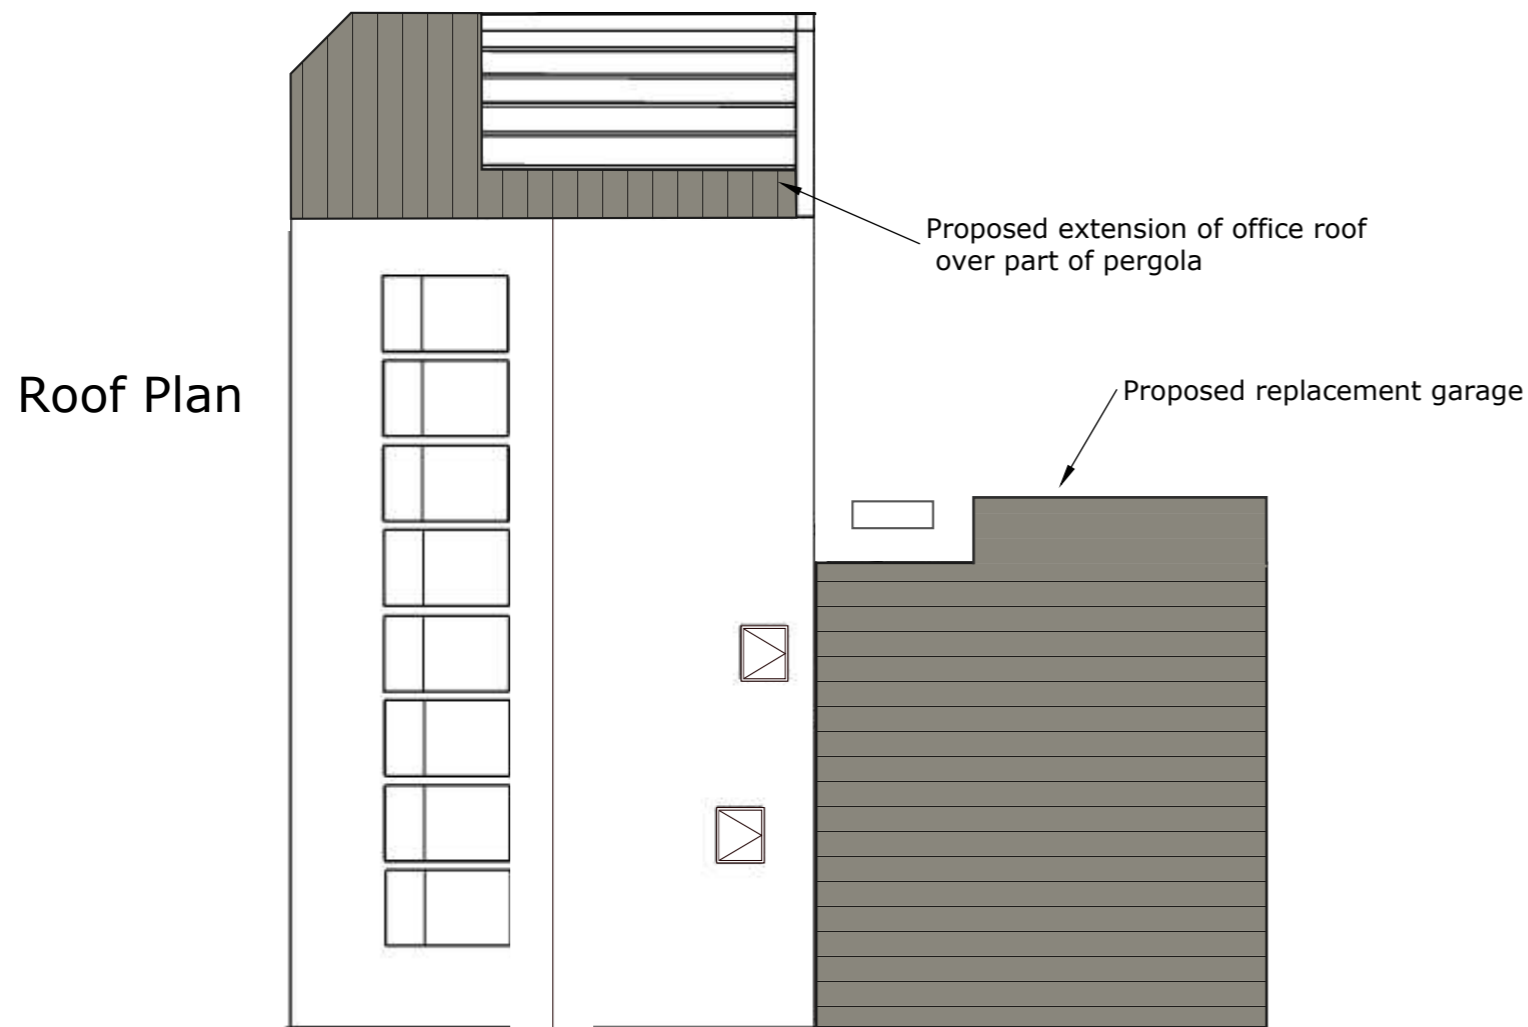 Proposed extension of office roof
over part of pergola
Roof Plan
Proposed replacement garage